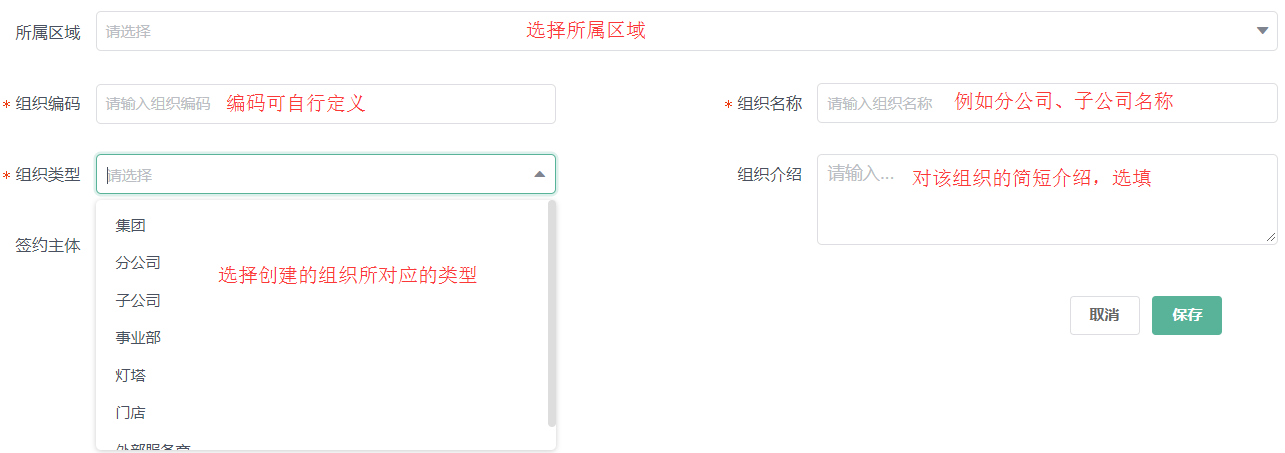 所属区域 请选择 选择所属区域
* 组织编码 请输入组织编码 编码可自行定义 * 组织名称 请输入组织名称 例如分公司、子公司名称
* 组织类型 请选择 组织介绍 请输入... 对该组织的简短介绍，选填
集团
签约主体
分公司
选择创建的组织所对应的类型
子公司
取消 保存
事业部
灯塔
门店
外部服务商